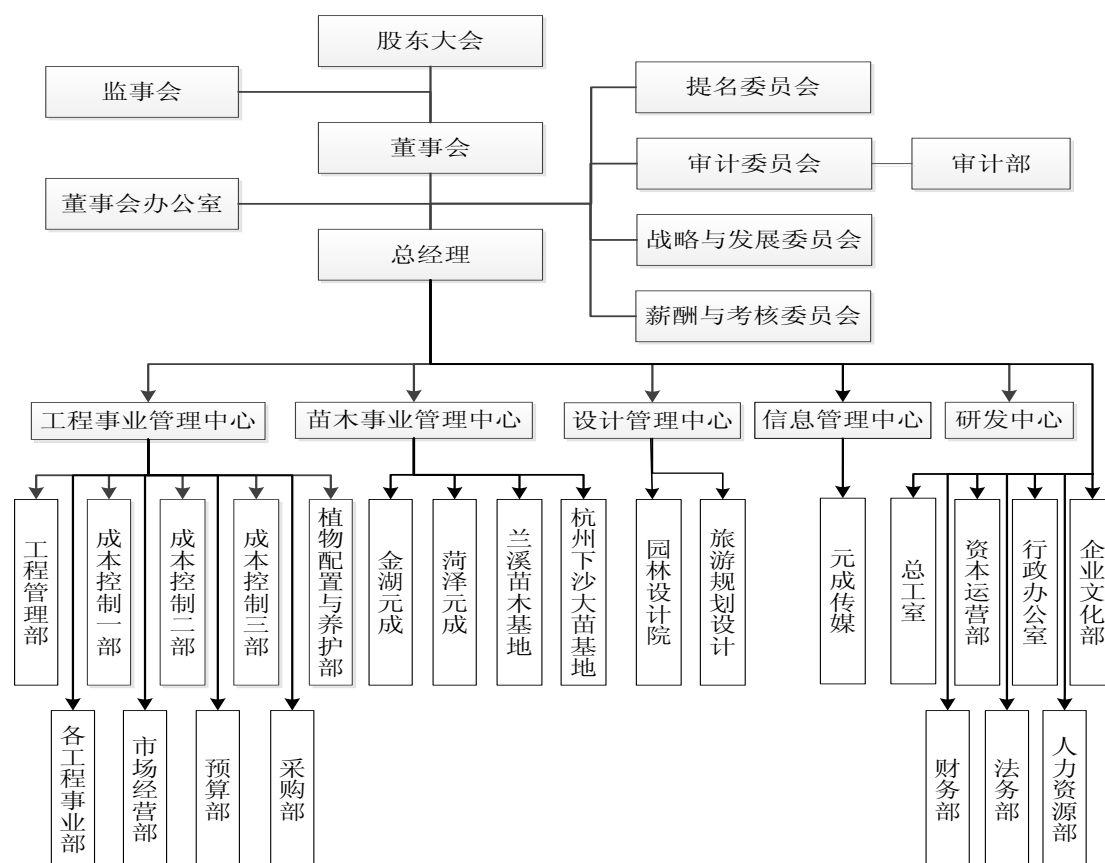 股东大会
监事会
提名委员会
董事会
审计委员会
审计部
董事会办公室
总经理
战略与发展委员会
薪酬与考核委员会
工程事业管理中心
苗木事业管理中心
设计管理中心
信息管理中心
研发中心
工程管理部
成本控制一部
成本控制二部
成本控制三部
植物配置与养护部
金湖元成
菏泽元成
兰溪苗木基地
杭州下沙大苗基地
园林设计院
旅游规划设计
元成传媒
总工室
资本运营部
行政办公室
企业文化部
各工程事业部
市场经营部
预算部
采购部
财务部
法务部
人力资源部